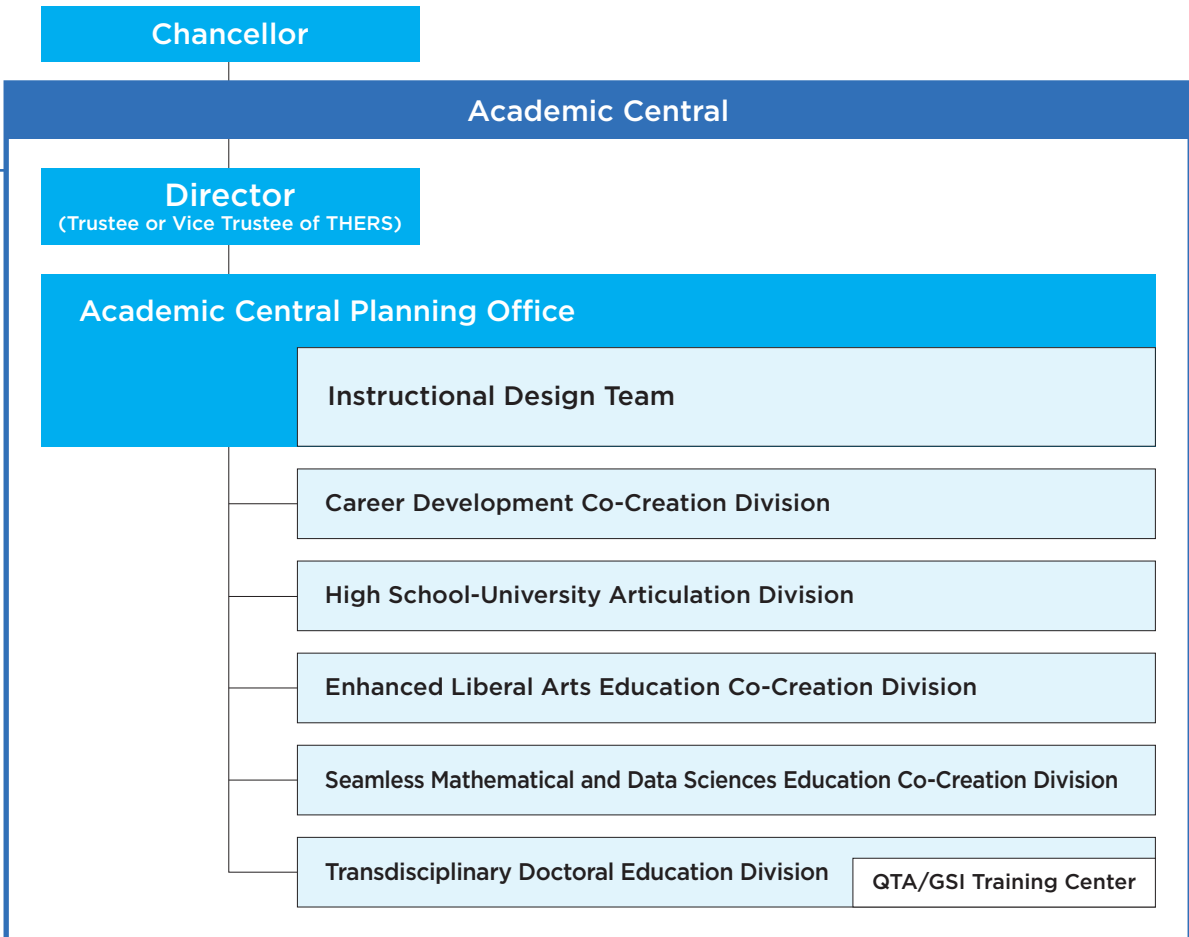 Chancellor
Academic Central
Director
(Trustee or Vice Trustee of THERS)
Academic Central Planning Office
Instructional Design Team
Career Development Co-Creation Division
High School-University Articulation Division
Enhanced Liberal Arts Education Co-Creation Division
Seamless Mathematical and Data Sciences Education Co-Creation Division
Transdisciplinary Doctoral Education Division
QTA/GSI Training Center